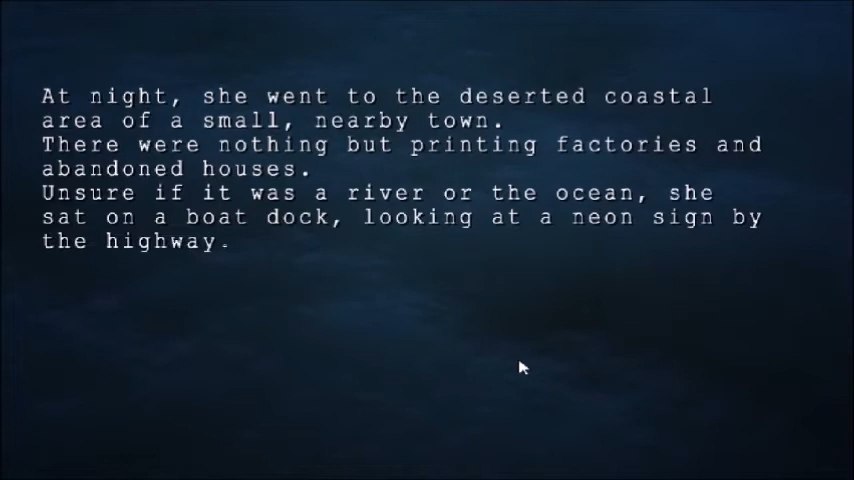 At night, she went to the deserted coastal
area of a small, nearby town.
There were nothing but printing factories and
abandoned houses.
Unsure if it was a river or the ocean, she
sat on a boat dock, looking at a neon sign by
the highway.